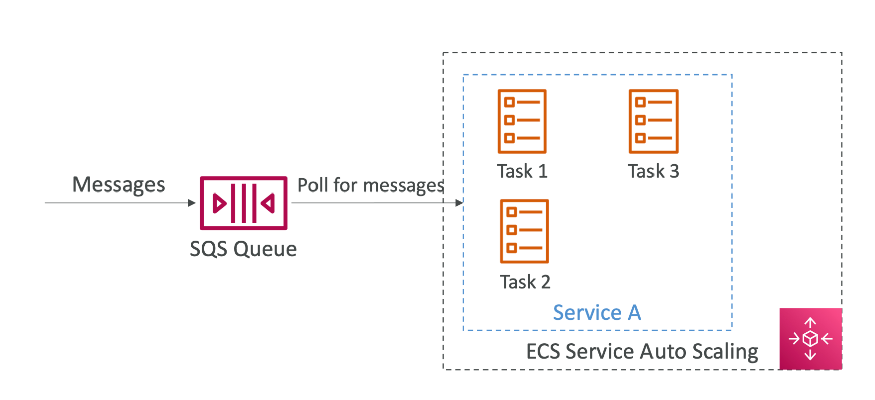 Messages
SQS Queue
Poll for messages
Task 1
Task 3
Task 2
Service A
ECS Service Auto Scaling